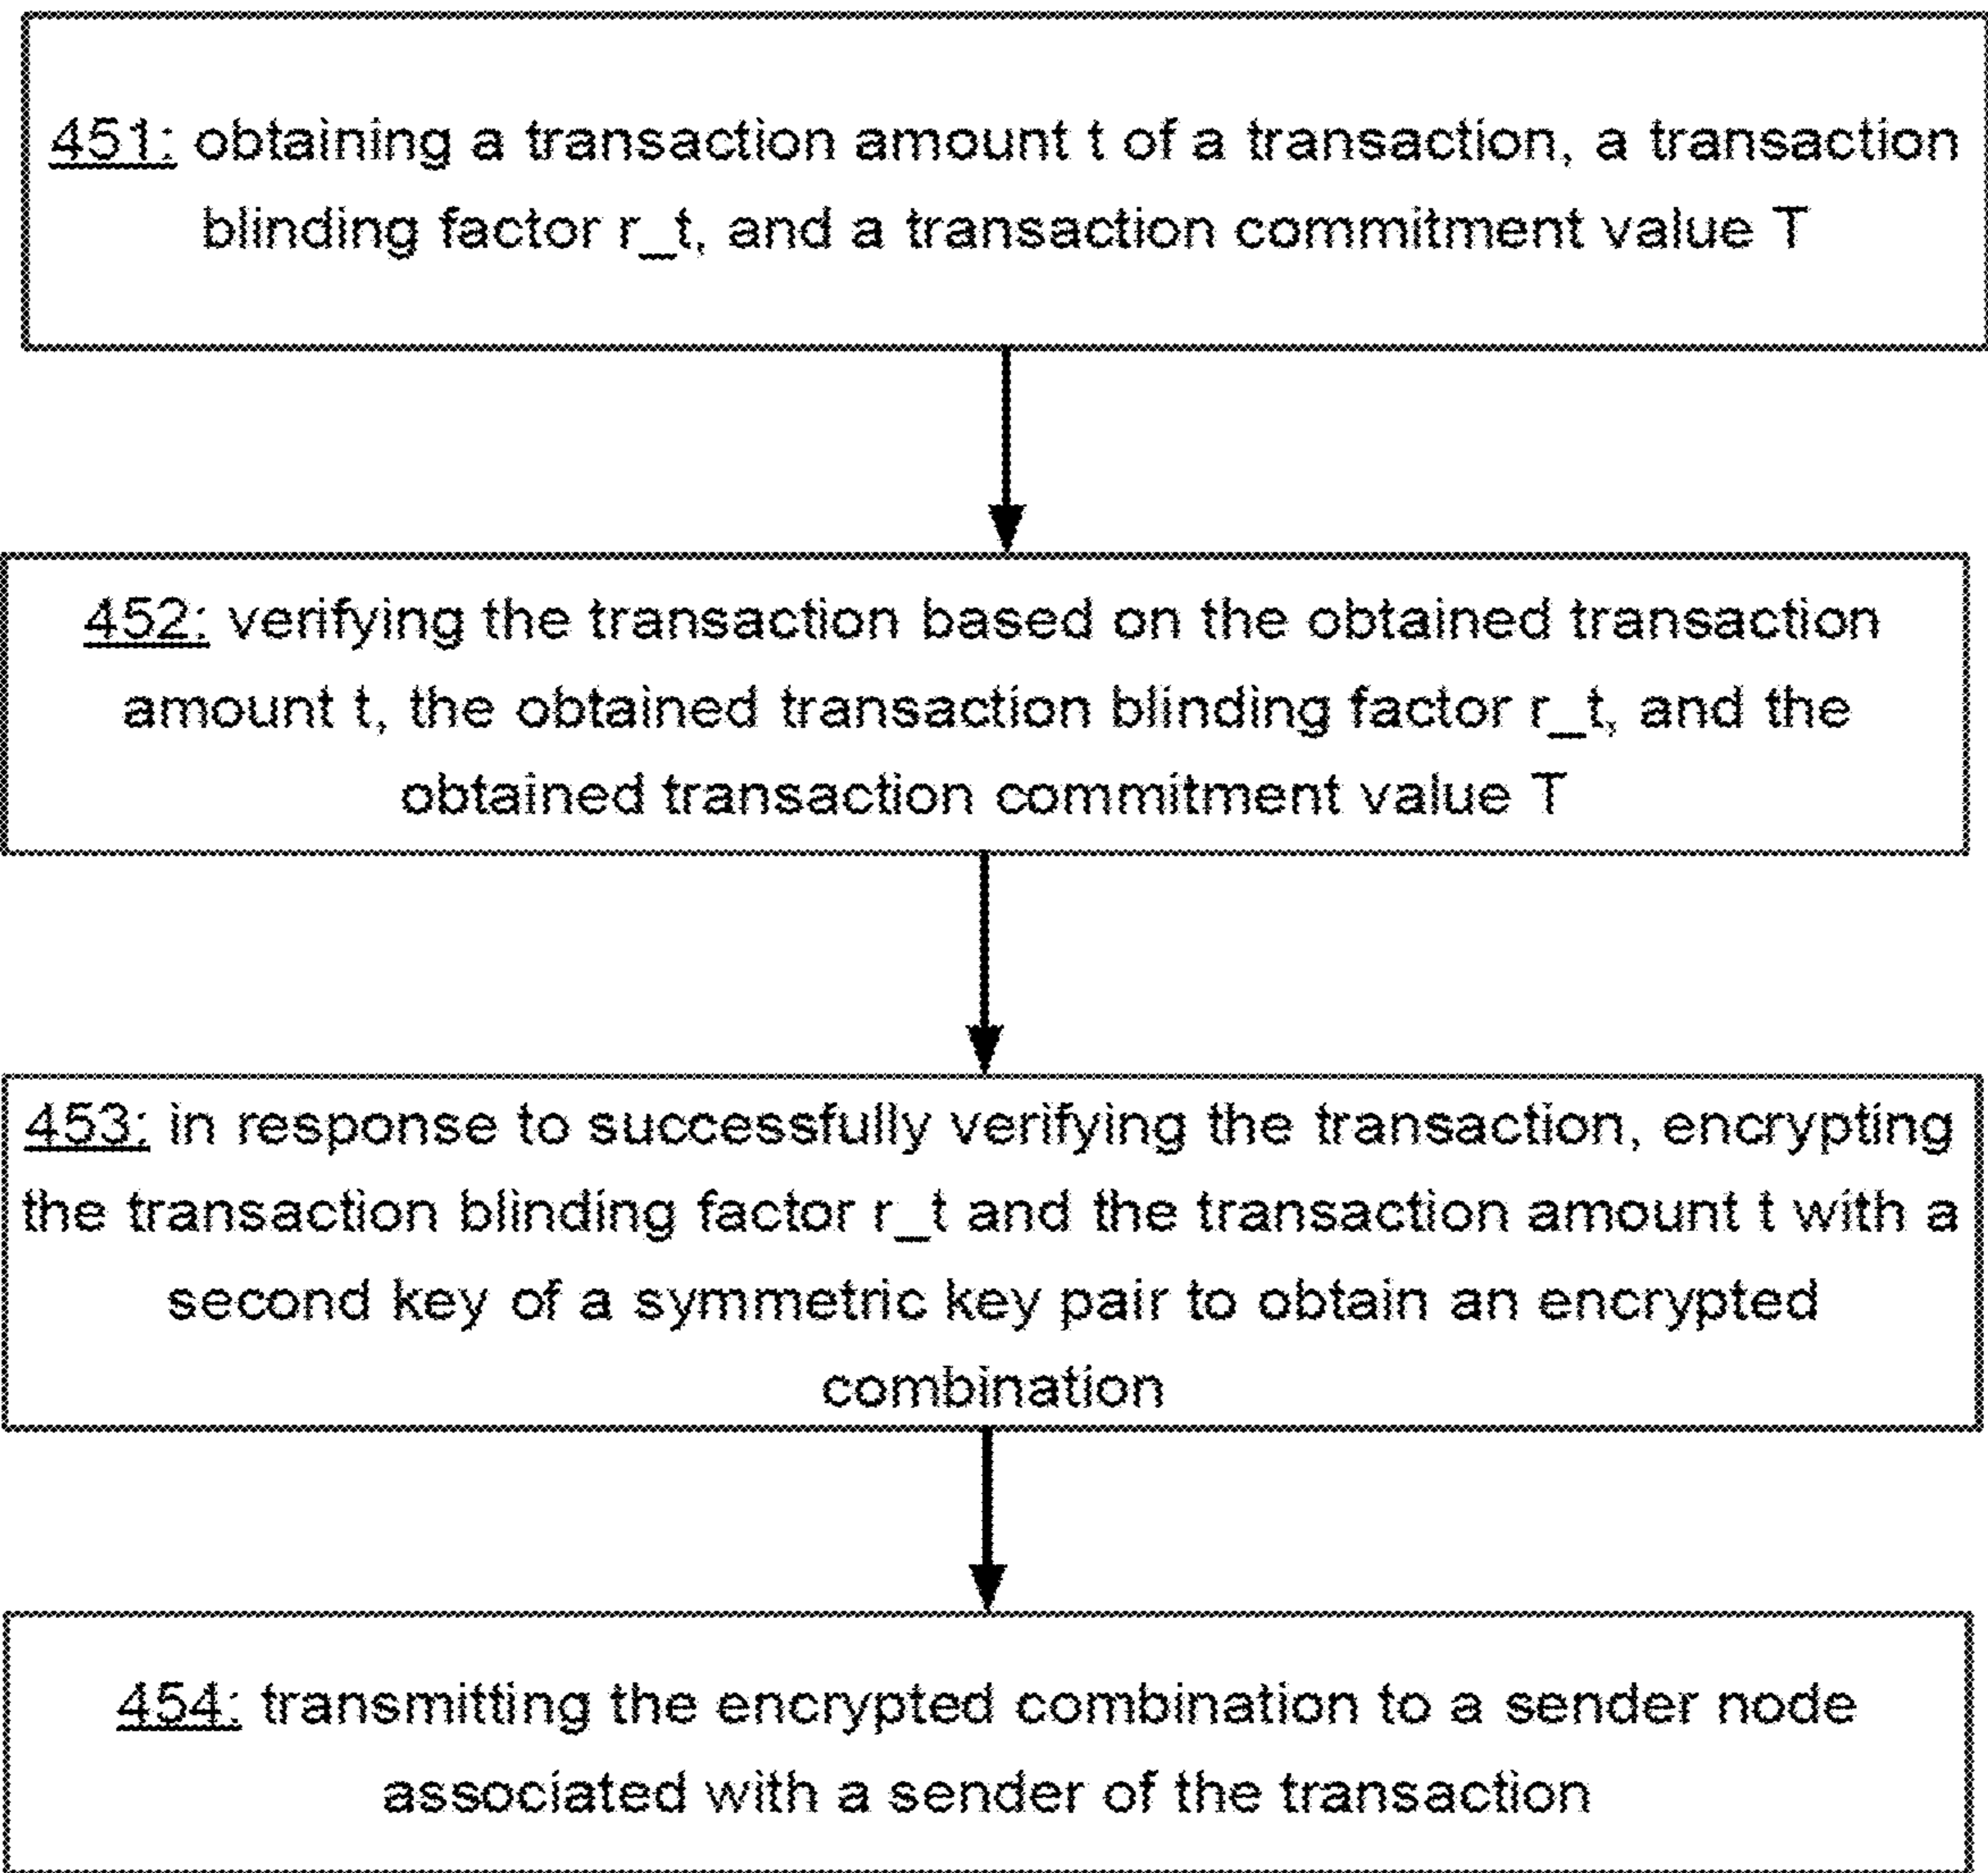 451: obtaining a transaction amount t of a transaction, a transaction
blinding factor r_t, and a transaction commitment value T
452: verifying the transaction based on the obtained transaction
amount t, the obtained transaction blinding factor r_t, and the
obtained transaction commitment value T
453: in response to successfully verifying the transaction, encrypting
the transaction blinding factor r_t and the transaction amount t with a
second key of a symmetric key pair to obtain an encrypted
combination
454: transmitting the encrypted combination to a sender node
associated with a sender of the transaction